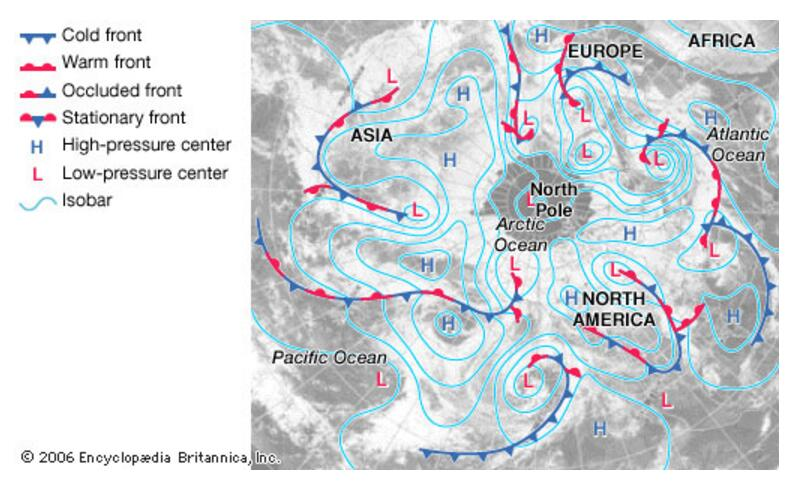 Cold front
Warm front
Occluded front
Stationary front
H High-pressure center
L Low-pressure center
Isobar
H
EUROPE
AFRICA
L
H
ASIA
L
L
H
Atlantic
Ocean
H
L
L
North
Pole
L
L
Arctic
Ocean
H
L
H
L
L
H
NORTH
AMERICA
H
H
Pacific Ocean
L
L
L
H
© 2006 Encyclopædia Britannica, Inc.